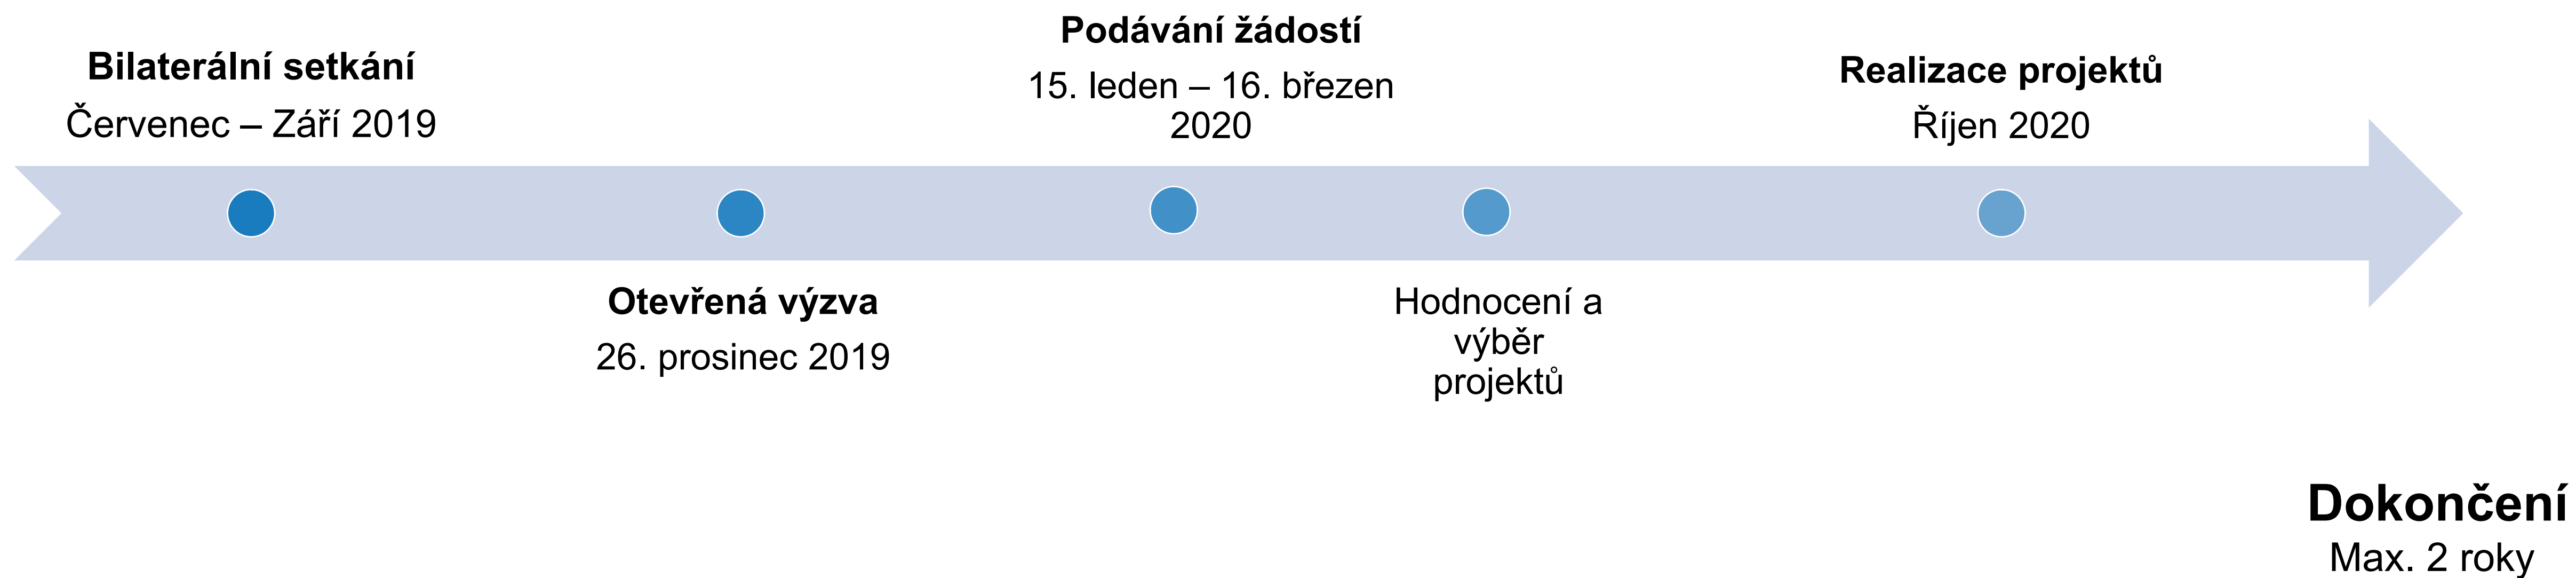 Bilaterální setkání
Červenec – Září 2019
Otevřená výzva
26. prosinec 2019
Podávání žádostí
15. leden – 16. březen
2020
Hodnocení a
výběr
projektů
Realizace projektů
Říjen 2020
Dokončení
Max. 2 roky